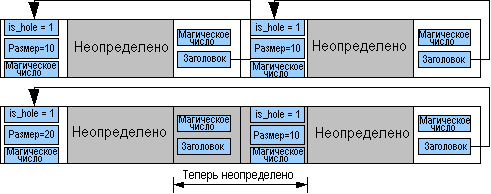 is_hole = 1
Размер=10
Магическое
число
Неопределено
Магическое
число
Заголовок
is_hole = 1
Размер=10
Магическое
число
Неопределено
Магическое
число
Заголовок
is_hole = 1
Размер=20
Магическое
число
Неопределено
Магическое
число
Заголовок
is_hole = 1
Размер=10
Магическое
число
Неопределено
Магическое
число
Заголовок
Теперь неопределено